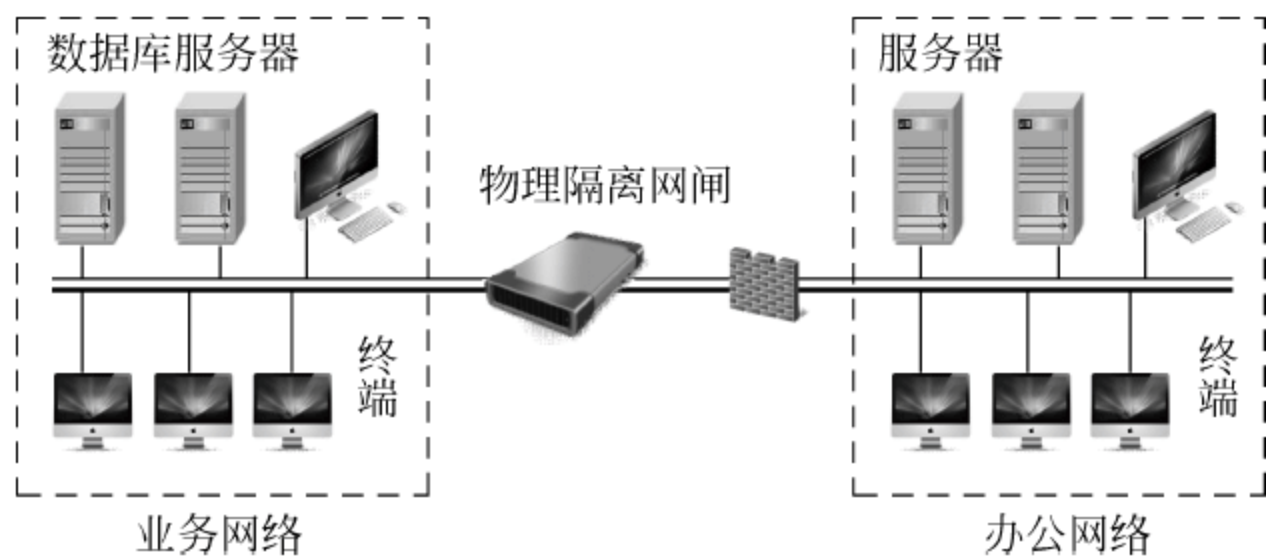 数据库服务器
服务器
物理隔离网闸
终端
终端
业务网络
办公网络